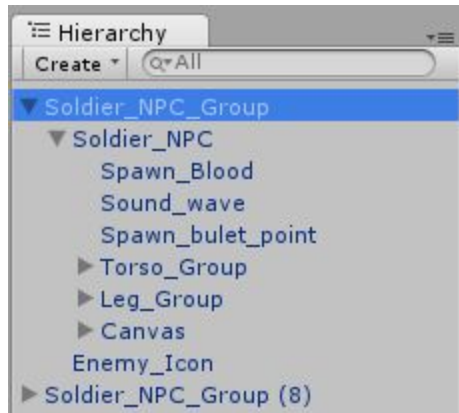 Hierarchy
Create All
Soldier_NPC_Group
Soldier_NPC
Spawn_Blood
Sound_wave
Spawn_bulet_point
Torso_Group
Leg_Group
Canvas
Enemy_Icon
Soldier_NPC_Group (8)